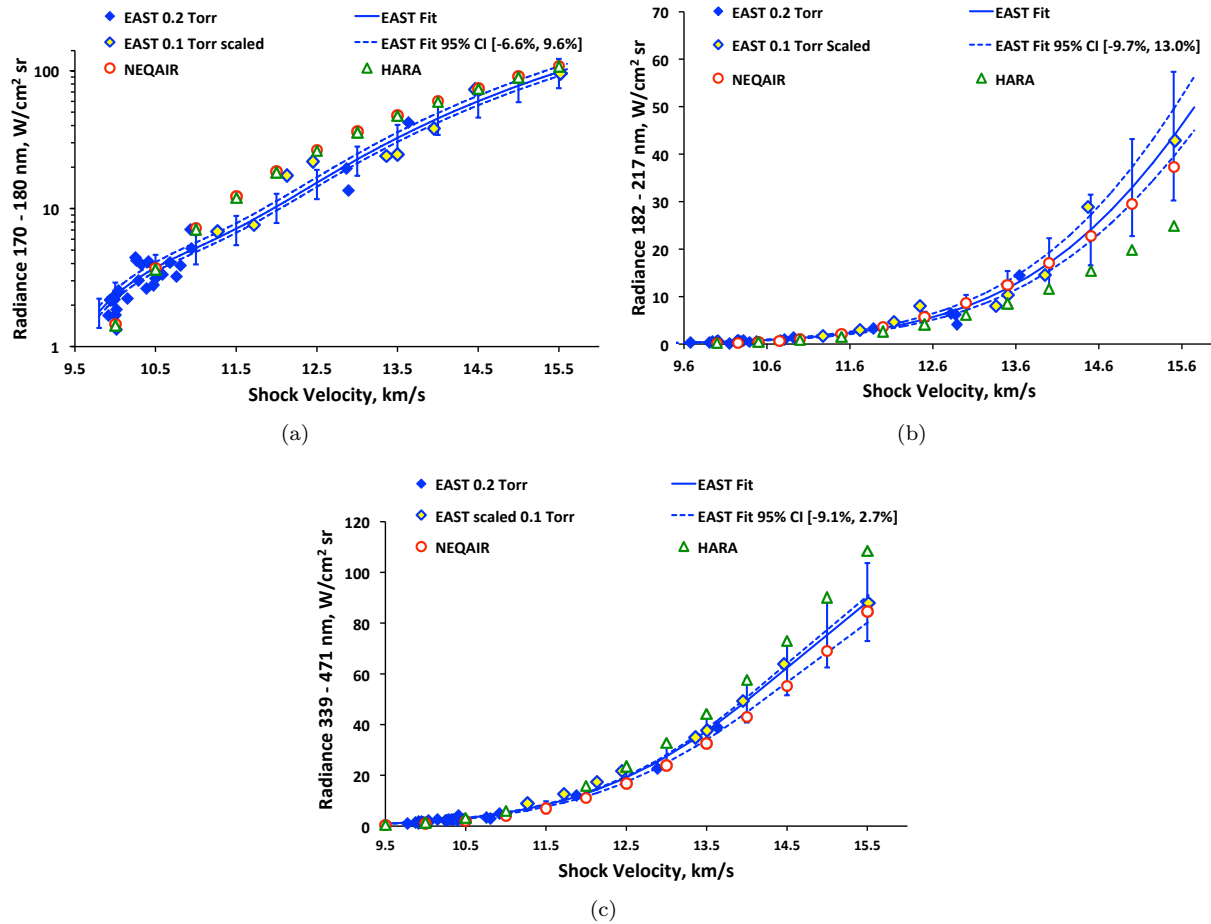 EAST 0.2 Torr
EAST Fit
EAST 0.1 Torr scaled
EAST Fit 95% CI [-6.6%, 9.6%]
NEQAIR
HARA
Radiance 170 - 180 nm, W/cm² sr
100
10
1
9.5 10.5 11.5 12.5 13.5 14.5 15.5
Shock Velocity, km/s
(a)
EAST 0.2 Torr
EAST Fit
EAST 0.1 Torr Scaled
EAST Fit 95% CI [-9.7%, 13.0%]
NEQAIR
HARA
Radiance 182 - 217 nm, W/cm² sr
70
60
50
40
30
20
10
0
9.6 10.6 11.6 12.6 13.6 14.6 15.6
Shock Velocity, km/s
(b)
EAST 0.2 Torr
EAST Fit
EAST scaled 0.1 Torr
EAST Fit 95% CI [-9.1%, 2.7%]
NEQAIR
HARA
Radiance 339 - 471 nm, W/cm² sr
120
100
80
60
40
20
0
9.5 10.5 11.5 12.5 13.5 14.5 15.5
Shock Velocity, km/s
(c)